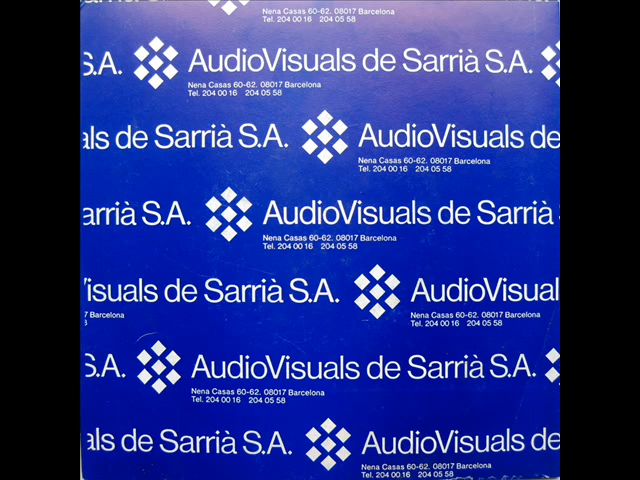 Nena Casas 60-62. 08017 Barcelona
Tel. 204 00 16 204 05 58
S.A. AudioVisuals de Sarrià S.A.
Nena Casas 60-62. 08017 Barcelona
Tel. 204 00 16 204 05 58
als de Sarrià S.A. AudioVisuals de
Nena Casas 60-62. 08017 Barcelona
Tel. 204 00 16 204 05 58
arrià S.A. AudioVisuals de Sarrià
Nena Casas 60-62. 08017 Barcelona
Tel. 204 00 16 204 05 58
isuals de Sarrià S.A. AudioVisual
7 Barcelona Nena Casas 60-62. 08017 Barcelona
8 Tel. 204 00 16 204 05 58
S.A. AudioVisuals de Sarrià S.A.
Nena Casas 60-62. 08017 Barcelona
Tel. 204 00 16 204 05 58
als de Sarrià S.A. AudioVisuals de
Nena Casas 60-62. 08017 Barcelona
Tel. 204 00 16 204 05 58